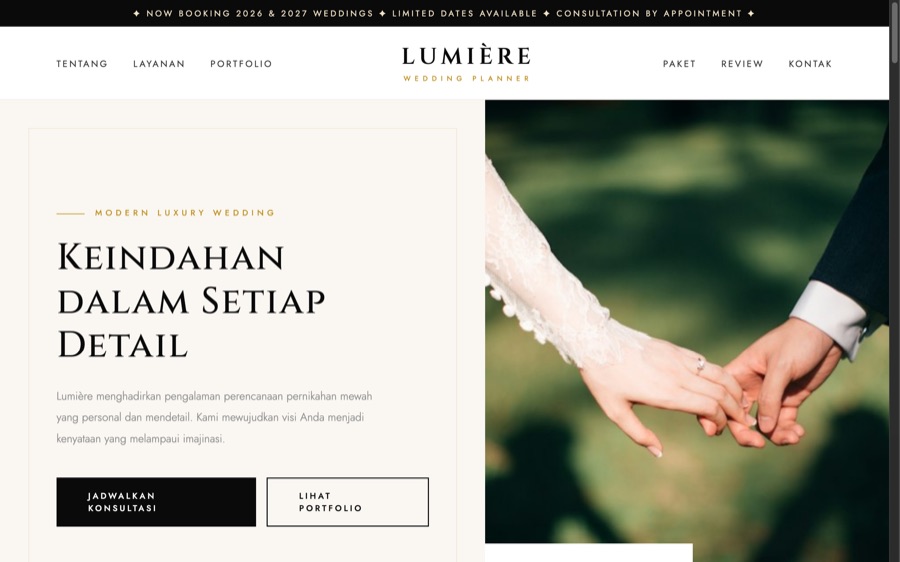 ✦ NOW BOOKING 2026 & 2027 WEDDINGS ✦ LIMITED DATES AVAILABLE ✦ CONSULTATION BY APPOINTMENT ✦
TENTANG LAYANAN PORTFOLIO
LUMIÈRE
WEDDING PLANNER
PAKET REVIEW KONTAK
MODERN LUXURY WEDDING
KEINDAHAN
DALAM SETIAP
DETAIL
Lumière menghadirkan pengalaman perencanaan pernikahan mewah
yang personal dan mendetail. Kami mewujudkan visi Anda menjadi
kenyataan yang melampaui imajinasi.
JADWALKAN
KONSULTASI
LIHAT
PORTFOLIO